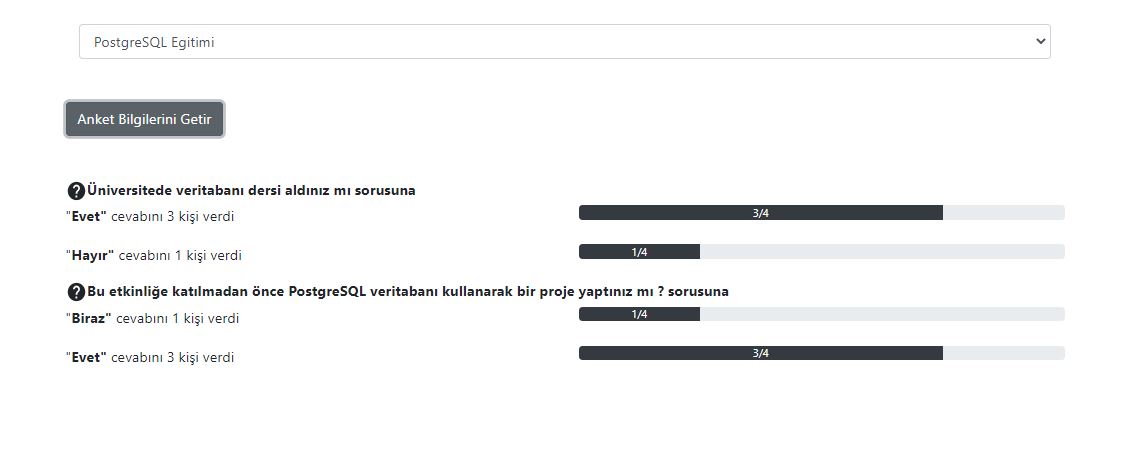 PostgreSQL Egitimi
Anket Bilgilerini Getir
Üniversitede veritabanı dersi aldınız mı sorusuna
"Evet" cevabını 3 kişi verdi
3/4
"Hayır" cevabını 1 kişi verdi
1/4
Bu etkinliğe katılmadan önce PostgreSQL veritabanı kullanarak bir proje yaptınız mı ? sorusuna
"Biraz" cevabını 1 kişi verdi
1/4
"Evet" cevabını 3 kişi verdi
3/4